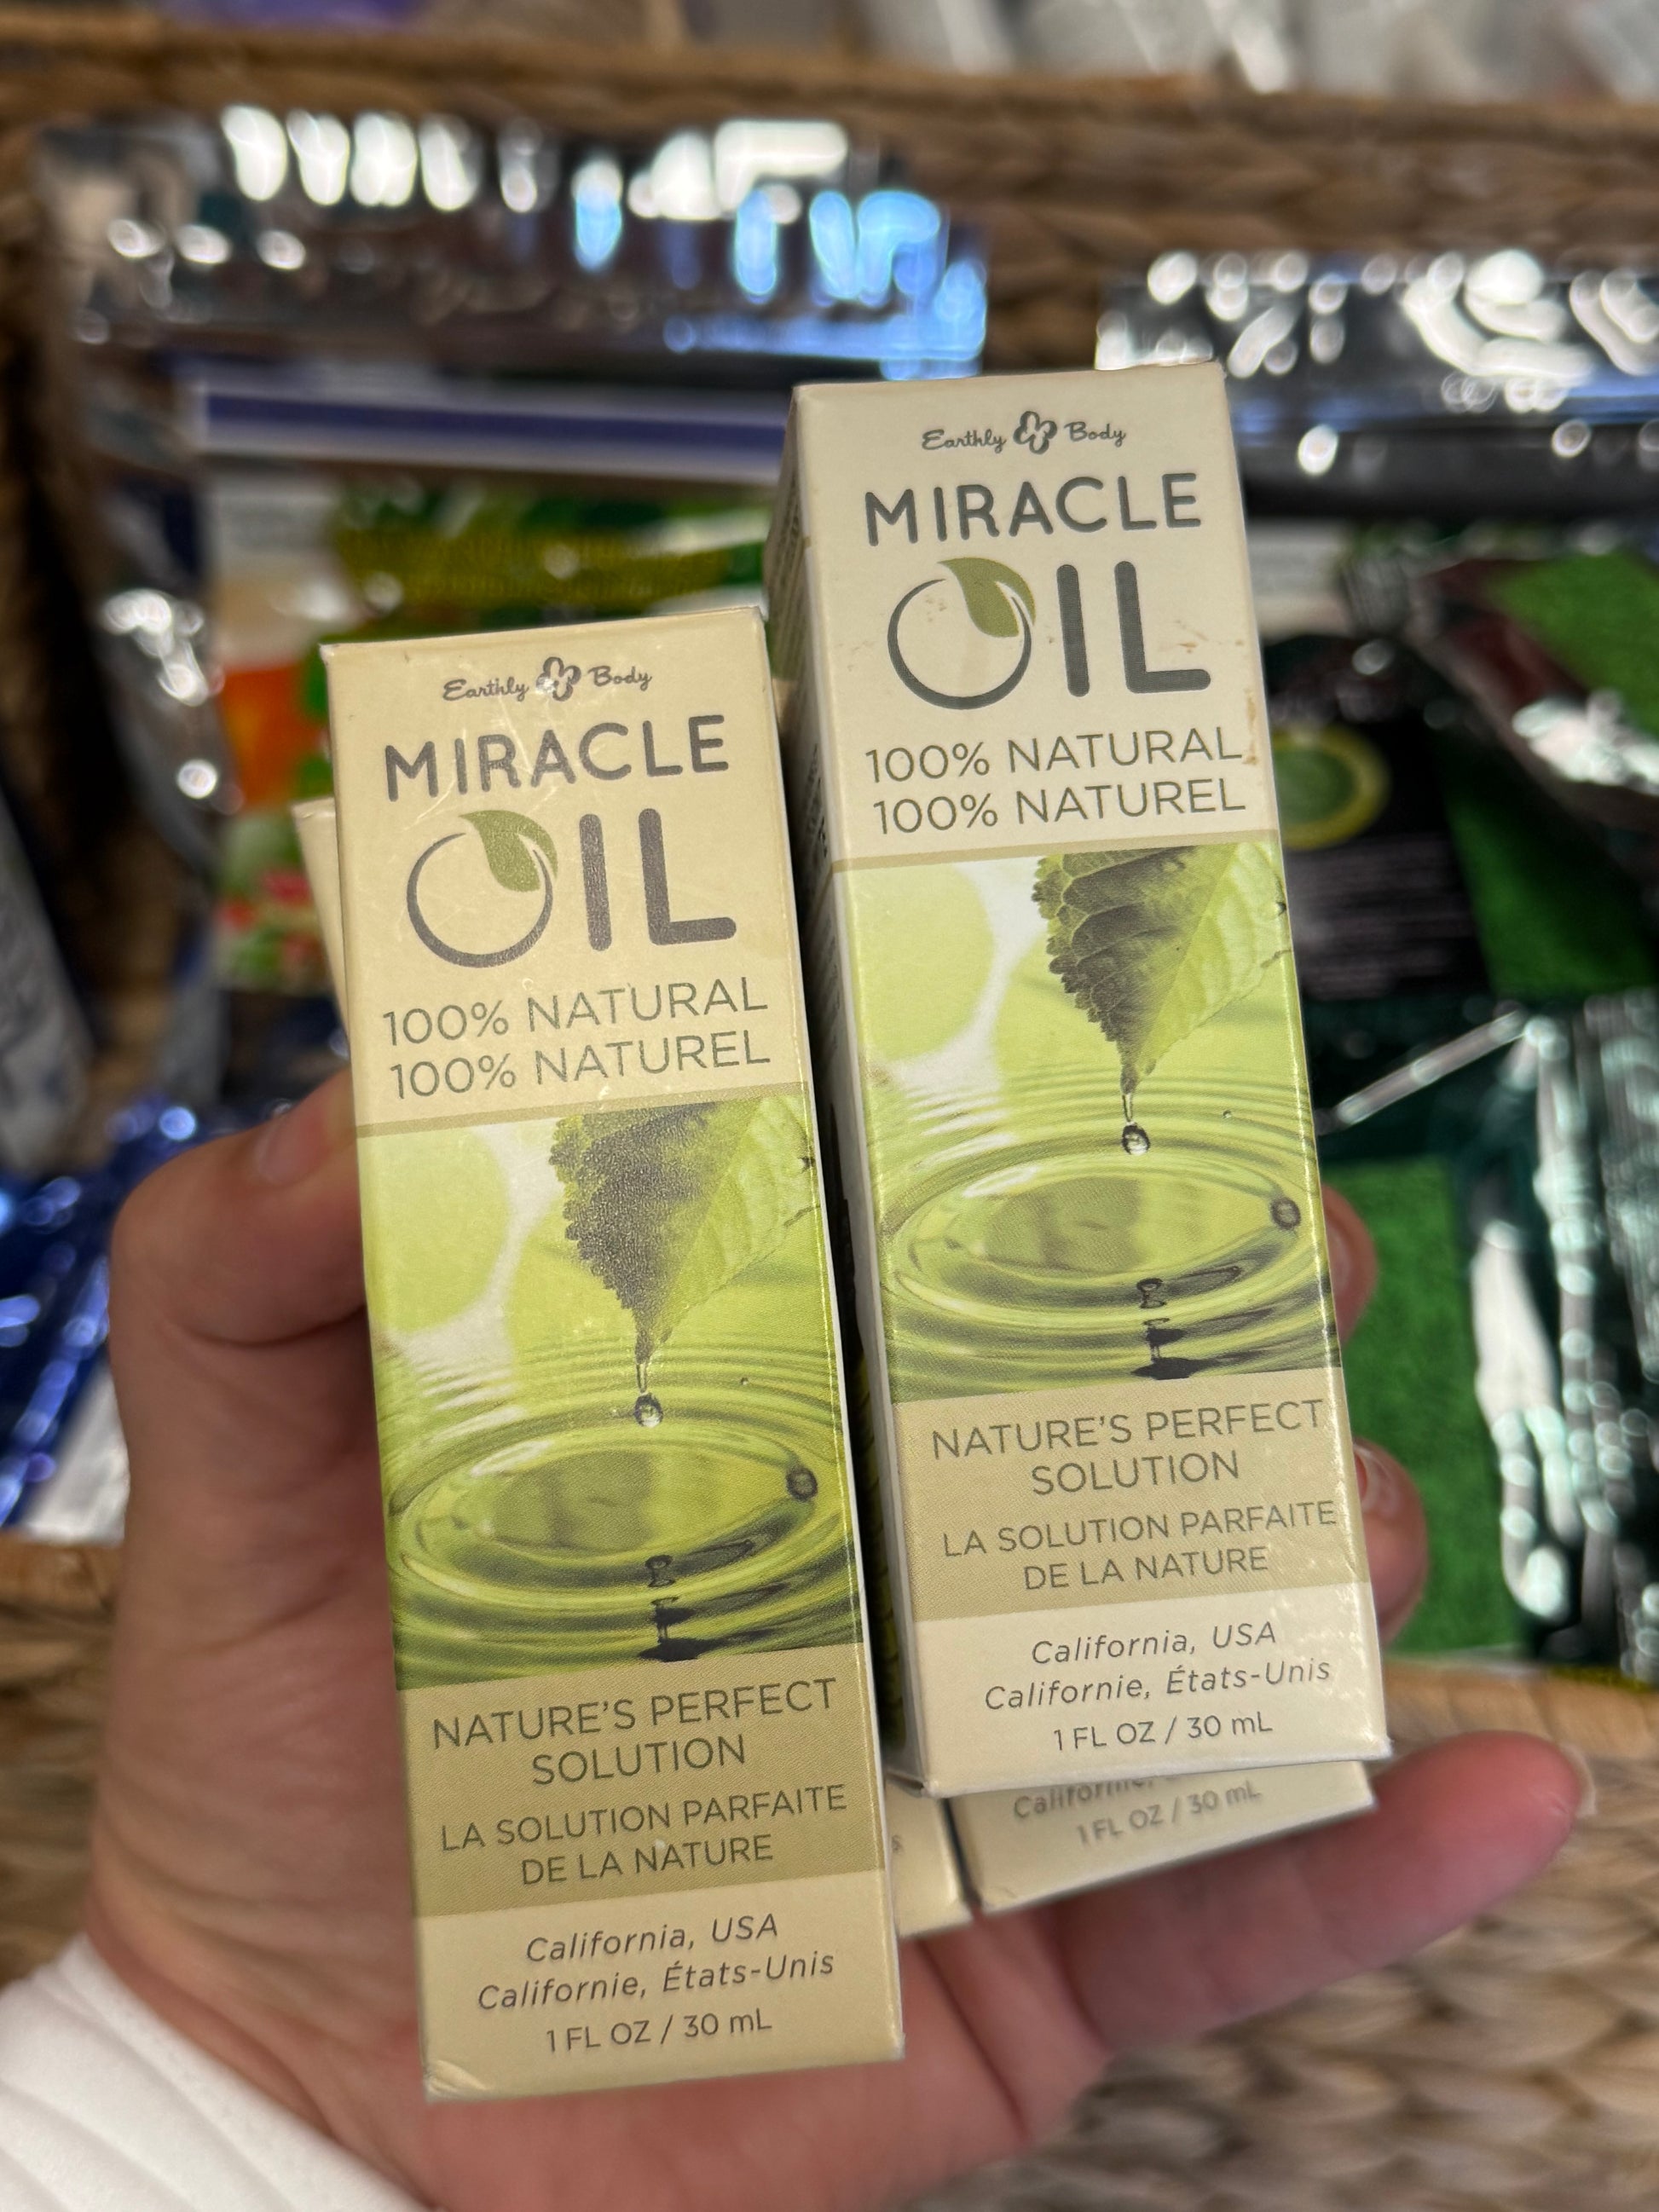 Earthly Body
MIRACLE
OIL
100% NATURAL
100% NATUREL
NATURE'S PERFECT
SOLUTION
LA SOLUTION PARFAITE
DE LA NATURE
California, USA
Californie, États-Unis
1 FL OZ / 30 mL
Earthly Body
MIRACLE
OIL
100% NATURAL
100% NATUREL
NATURE'S PERFECT
SOLUTION
LA SOLUTION PARFAITE
DE LA NATURE
California, USA
Californie, États-Unis
1 FL OZ / 30 mL
1 FL OZ / 30 mL